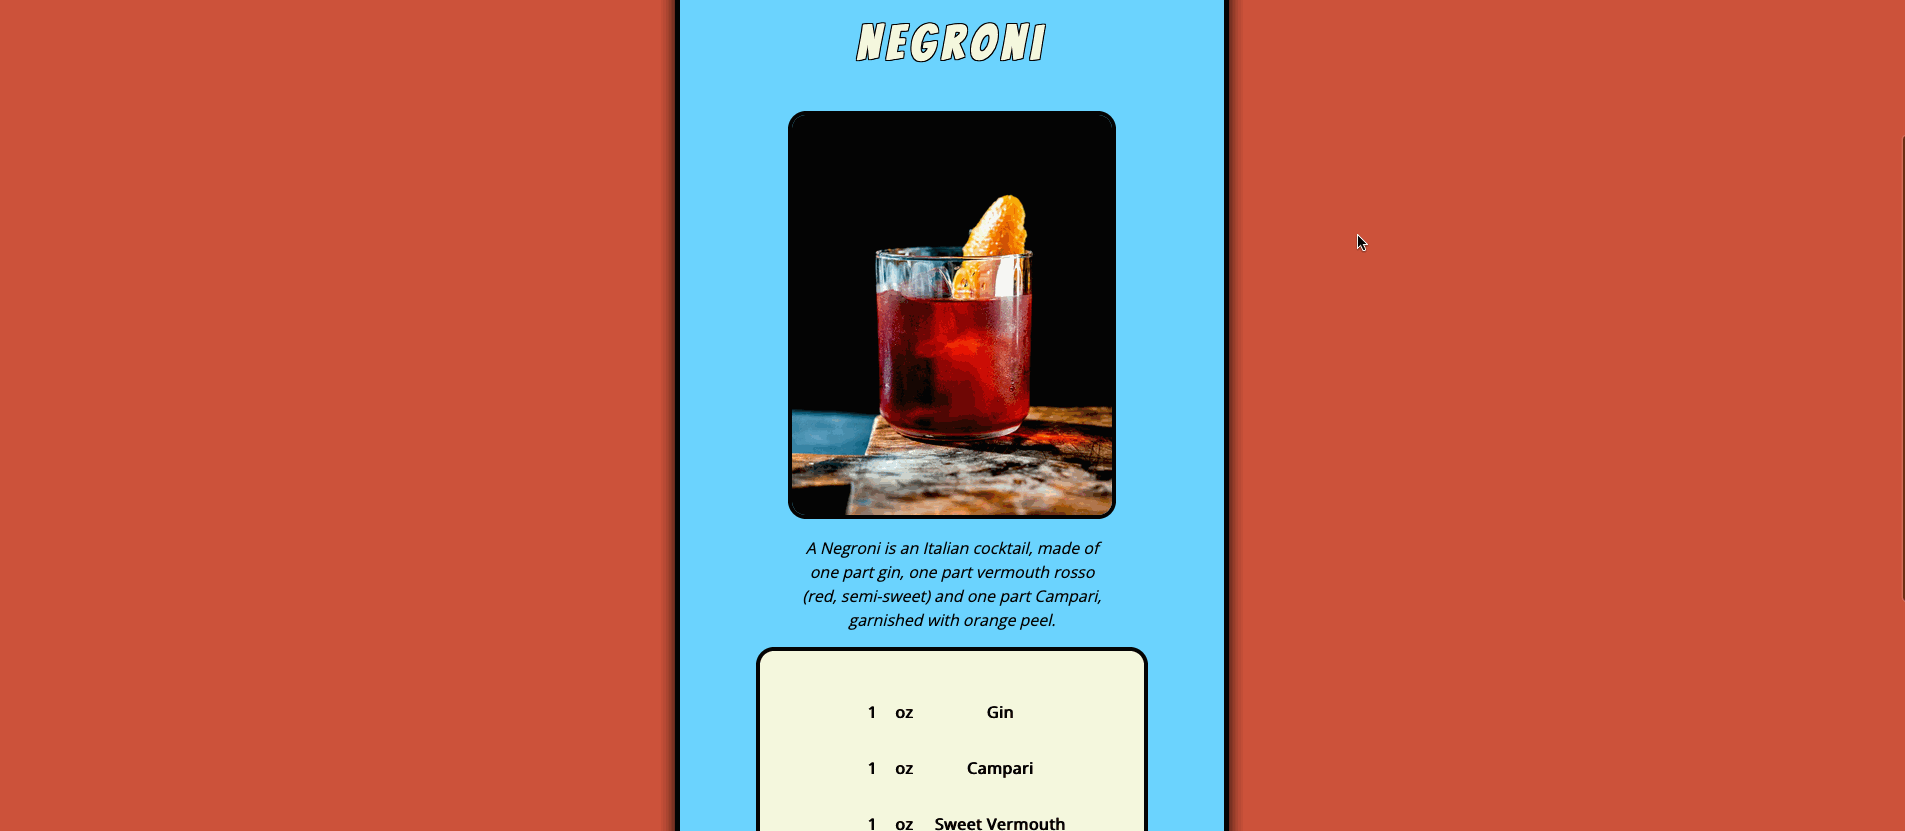 NEGRONI
A Negroni is an Italian cocktail, made of
one part gin, one part vermouth rosso
(red, semi-sweet) and one part Campari,
garnished with orange peel.
1 oz Gin
1 oz Campari
1 oz Sweet Vermouth